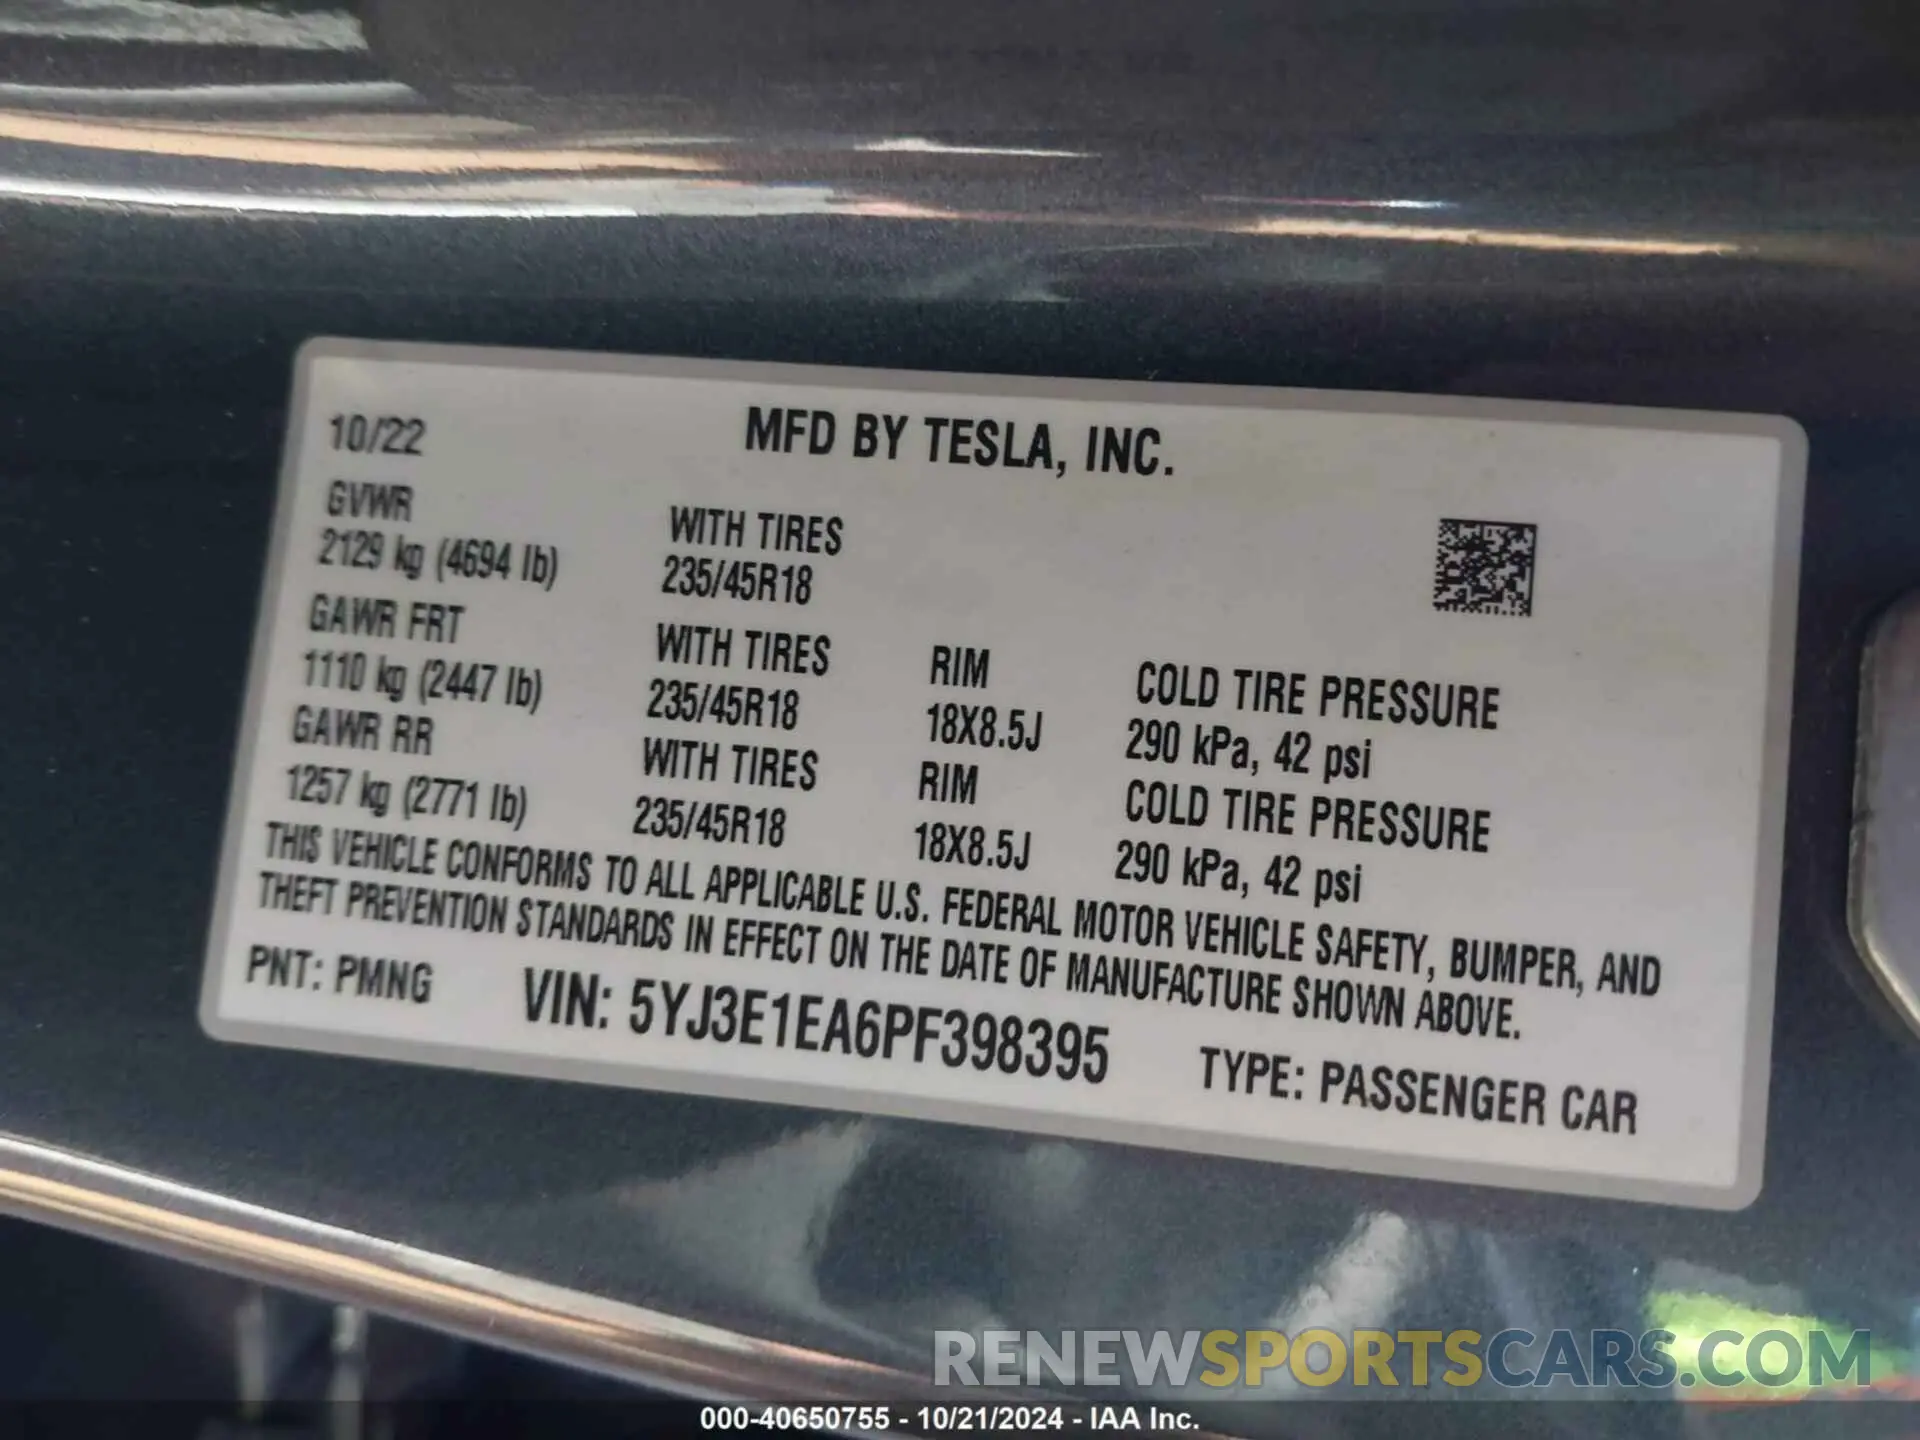 10/22 MFD BY TESLA, INC.
GVWR WITH TIRES
2129 kg (4694 lb) 235/45R18
GAWR FRT WITH TIRES RIM COLD TIRE PRESSURE
1110 kg (2447 lb) 235/45R18 18X8.5J 290 kPa, 42 psi
GAWR RR WITH TIRES RIM COLD TIRE PRESSURE
1257 kg (2771 lb) 235/45R18 18X8.5J 290 kPa, 42 psi
THIS VEHICLE CONFORMS TO ALL APPLICABLE U.S. FEDERAL MOTOR VEHICLE SAFETY, BUMPER, AND
THEFT PREVENTION STANDARDS IN EFFECT ON THE DATE OF MANUFACTURE SHOWN ABOVE.
PNT: PMNG VIN: 5YJ3E1EA6PF398395 TYPE: PASSENGER CAR
RENEWSPORTSCARS.COM
000-40650755 - 10/21/2024 - IAA Inc.